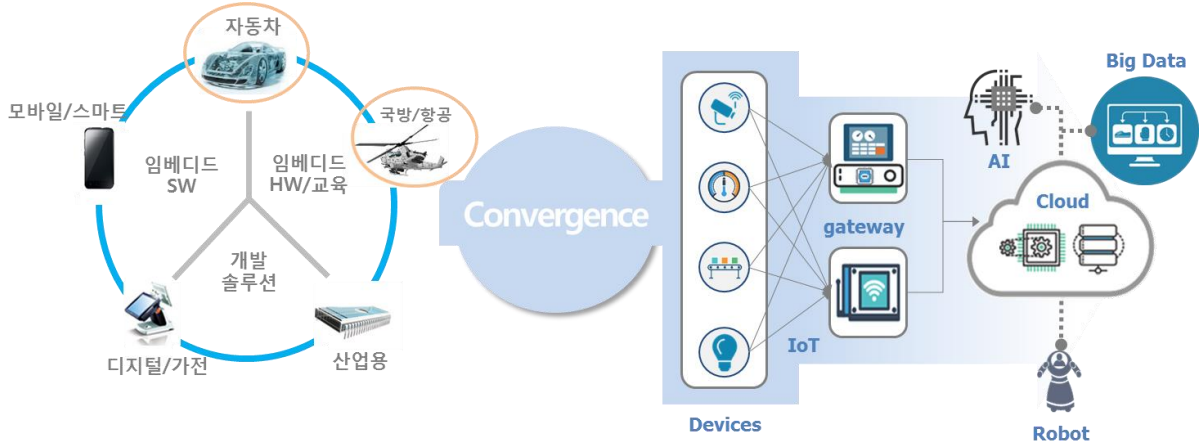 자동차
모바일/스마트
국방/항공
임베디드
SW
임베디드
HW/교육
개발
솔루션
디지털/가전
산업용
Convergence
Devices
gateway
IoT
AI
Big Data
Cloud
Robot